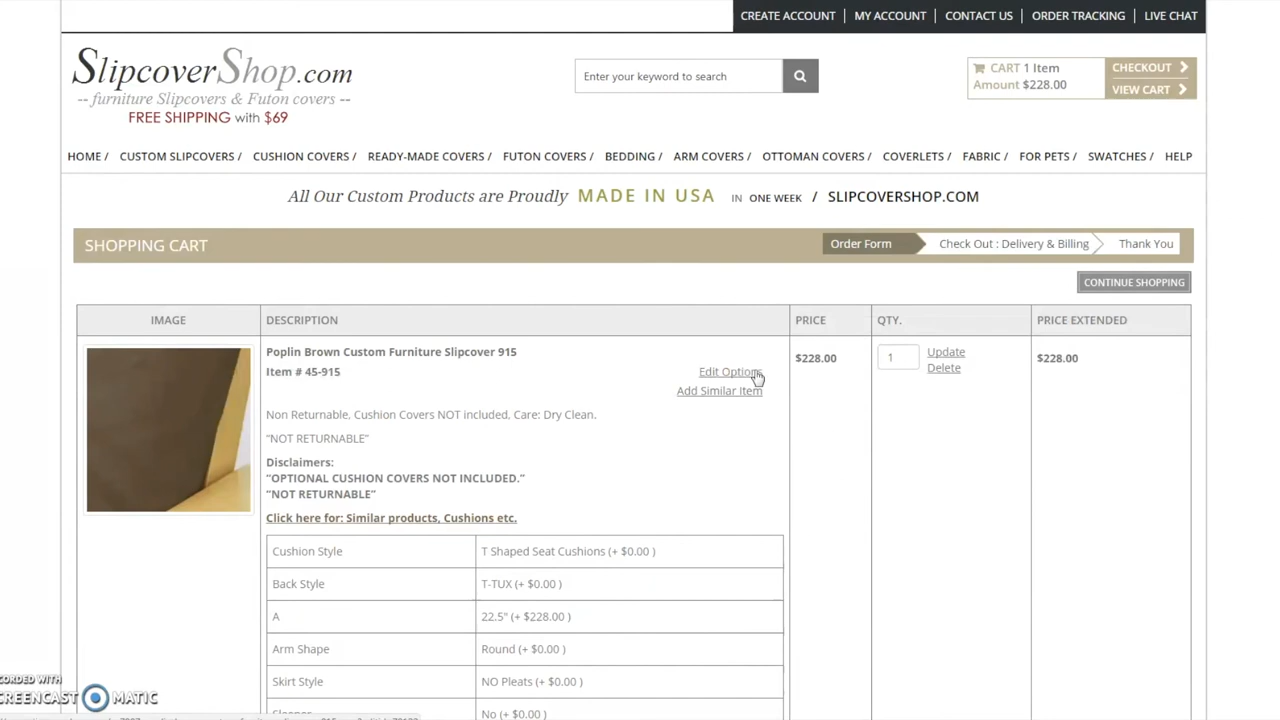 CREATE ACCOUNT | MY ACCOUNT | CONTACT US | ORDER TRACKING | LIVE CHAT
SlipcoverShop.com
-- furniture Slipcovers & Futon covers --
FREE SHIPPING with $69
Enter your keyword to search
CART 1 Item
Amount $228.00
CHECKOUT
VIEW CART
HOME / CUSTOM SLIPCOVERS / CUSHION COVERS / READY-MADE COVERS / FUTON COVERS / BEDDING / ARM COVERS / OTTOMAN COVERS / COVERLETS / FABRIC / FOR PETS / SWATCHES / HELP
All Our Custom Products are Proudly MADE IN USA IN ONE WEEK / SLIPCOVERSHOP.COM
SHOPPING CART
Order Form Check Out : Delivery & Billing Thank You
CONTINUE SHOPPING
IMAGE DESCRIPTION PRICE QTY. PRICE EXTENDED
Poplin Brown Custom Furniture Slipcover 915
Item # 45-915
Edit Options
Add Similar Item
$228.00
1
Update
Delete
$228.00
Non Returnable, Cushion Covers NOT included, Care: Dry Clean.
"NOT RETURNABLE"
Disclaimers:
"OPTIONAL CUSHION COVERS NOT INCLUDED."
"NOT RETURNABLE"
Click here for: Similar products, Cushions etc.
Cushion Style T Shaped Seat Cushions (+ $0.00 )
Back Style T-TUX (+ $0.00 )
A 22.5" (+ $228.00 )
Arm Shape Round (+ $0.00 )
Skirt Style NO Pleats (+ $0.00 )
No (+ $0.00 )
MATIC